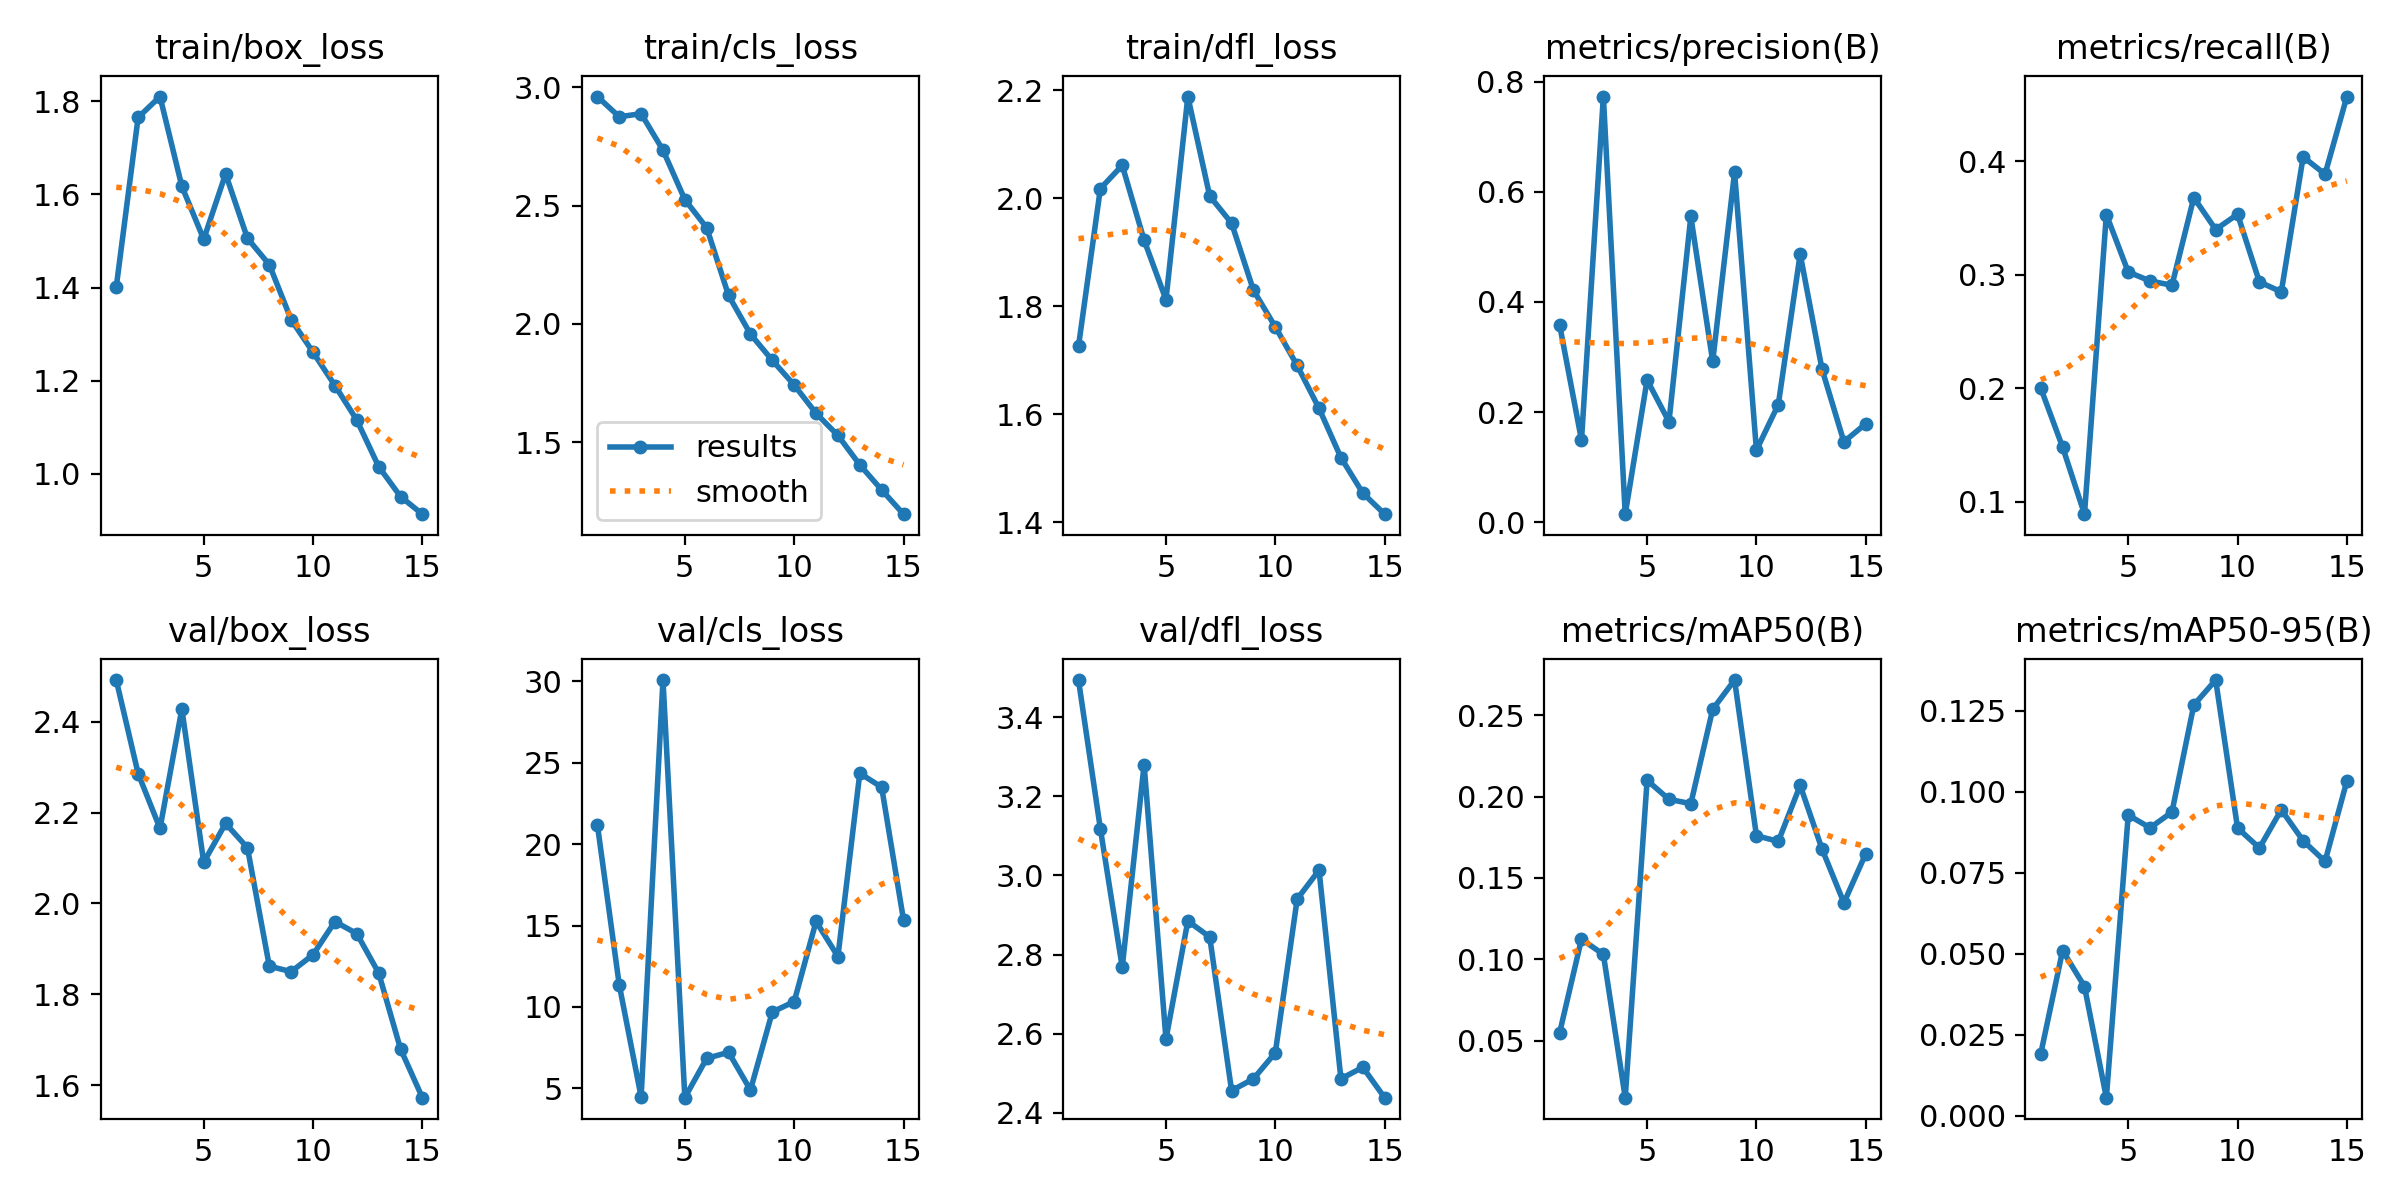 train/box_loss
train/cls_loss
train/dfl_loss
metrics/precision(B)
metrics/recall(B)
1.8
1.6
1.4
1.2
1.0
5 10 15
3.0
2.5
2.0
1.5
results
smooth
5 10 15
2.2
2.0
1.8
1.6
1.4
5 10 15
0.8
0.6
0.4
0.2
0.0
5 10 15
0.4
0.3
0.2
0.1
5 10 15
val/box_loss
val/cls_loss
val/dfl_loss
metrics/mAP50(B)
metrics/mAP50-95(B)
2.4
2.2
2.0
1.8
1.6
5 10 15
30
25
20
15
10
5
5 10 15
3.4
3.2
3.0
2.8
2.6
2.4
5 10 15
0.25
0.20
0.15
0.10
0.05
5 10 15
0.125
0.100
0.075
0.050
0.025
0.000
5 10 15